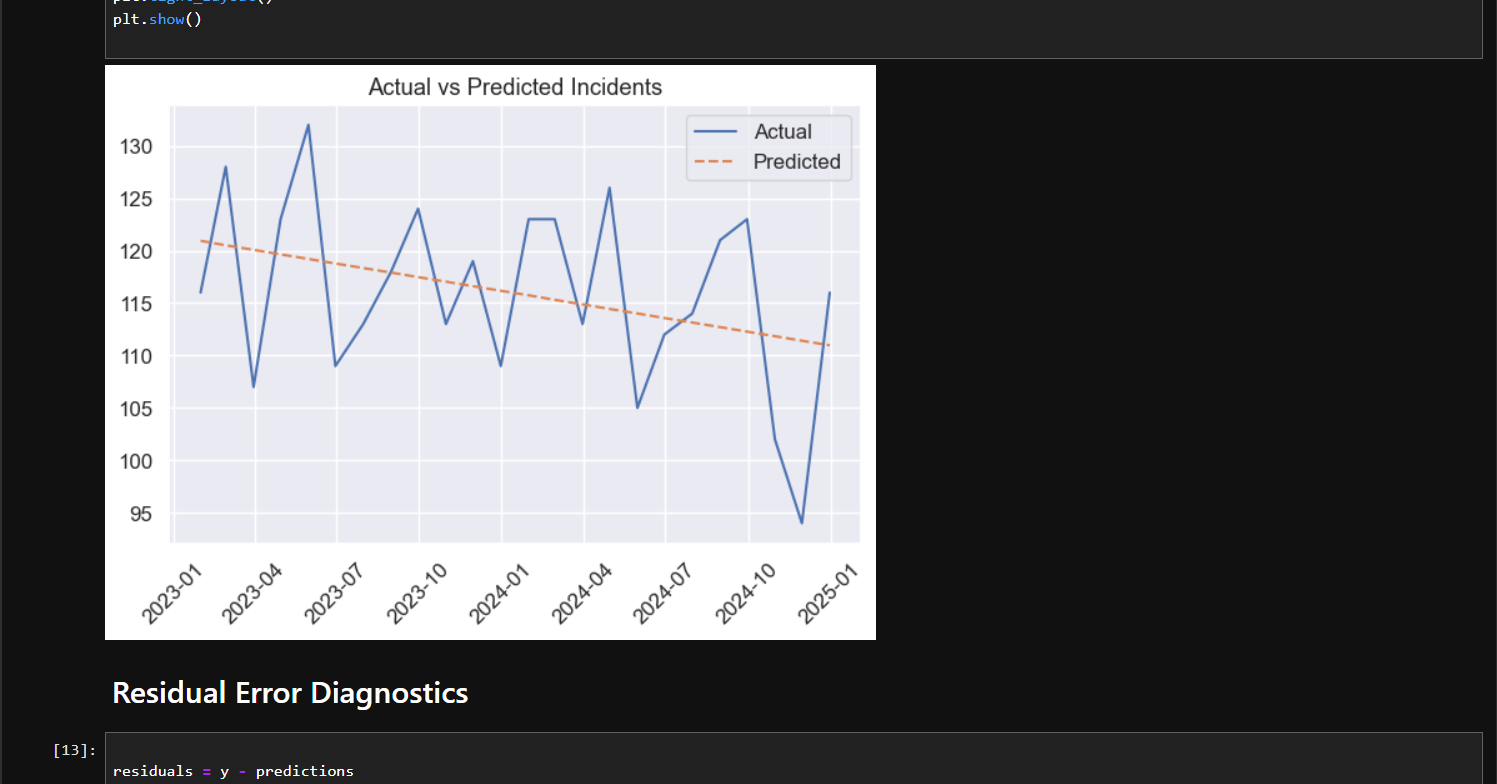 plt.tight_layout()
plt.show()
Actual vs Predicted Incidents
Actual
Predicted
130
125
120
115
110
105
100
95
2023-01
2023-04
2023-07
2023-10
2024-01
2024-04
2024-07
2024-10
2025-01
Residual Error Diagnostics
[13]:
residuals = y - predictions